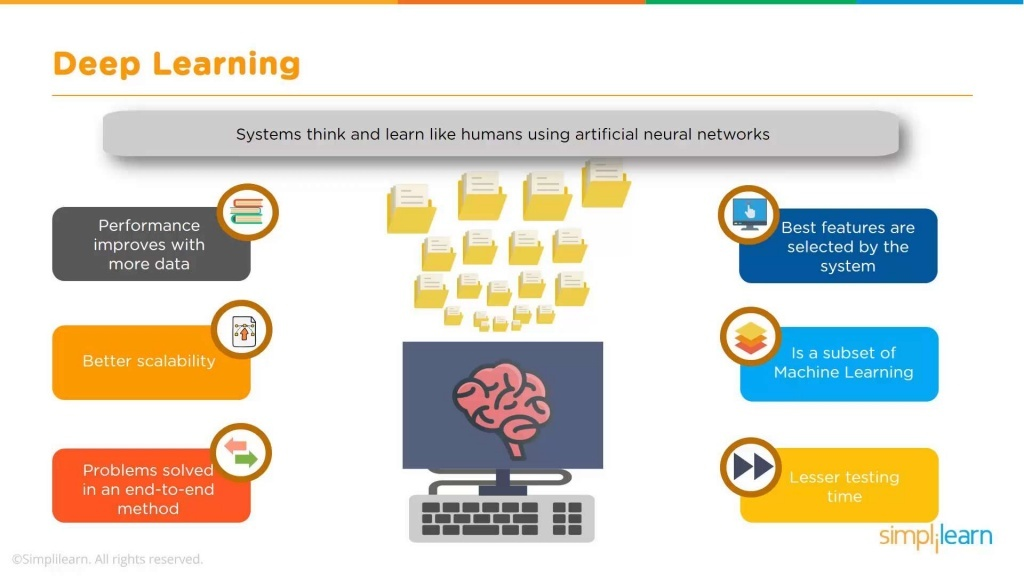 Deep Learning
Systems think and learn like humans using artificial neural networks
Performance
improves with
more data
Best features are
selected by the
system
Better scalability
Is a subset of
Machine Learning
Problems solved
in an end-to-end
method
Lesser testing
time
simplilearn
©Simplilearn. All rights reserved.